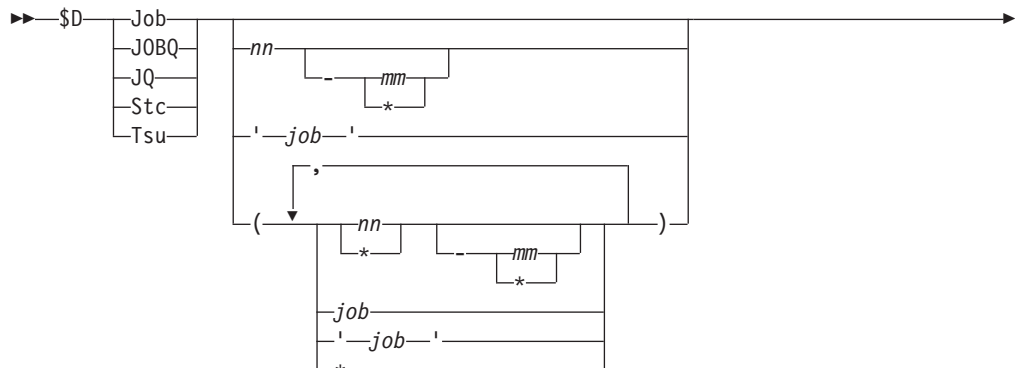 $D Job
JOBQ nn
- mm
JQ *
Stc
Tsu ' job '
,
( nn )
* - mm
*
job
' job '
*